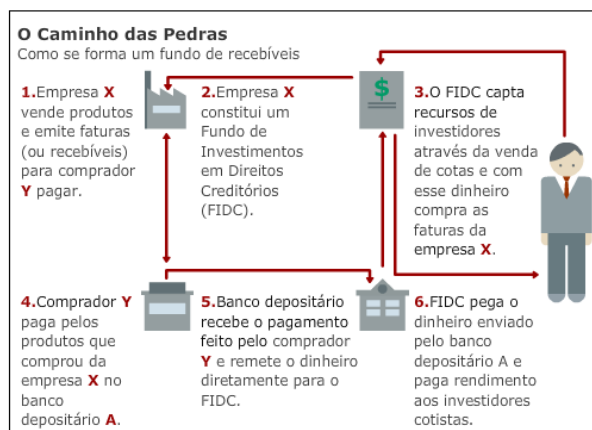 O Caminho das Pedras
Como se forma um fundo de recebíveis
1.Empresa X
vende produtos
e emite faturas
(ou recebíveis)
para comprador
Y pagar.
2.Empresa X
constitui um
Fundo de
Investimentos
em Direitos
Creditórios
(FIDC).
$
3.O FIDC capta
recursos de
investidores
através da venda
de cotas e com
esse dinheiro
compra as
faturas da
empresa X.
4.Comprador Y
paga pelos
produtos que
comprou da
empresa X no
banco
depositário A.
5.Banco depositário
recebe o pagamento
feito pelo comprador
Y e remete o dinheiro
diretamente para o
FIDC.
6.FIDC pega o
dinheiro enviado
pelo banco
depositário A e
paga rendimento
aos investidores
cotistas.